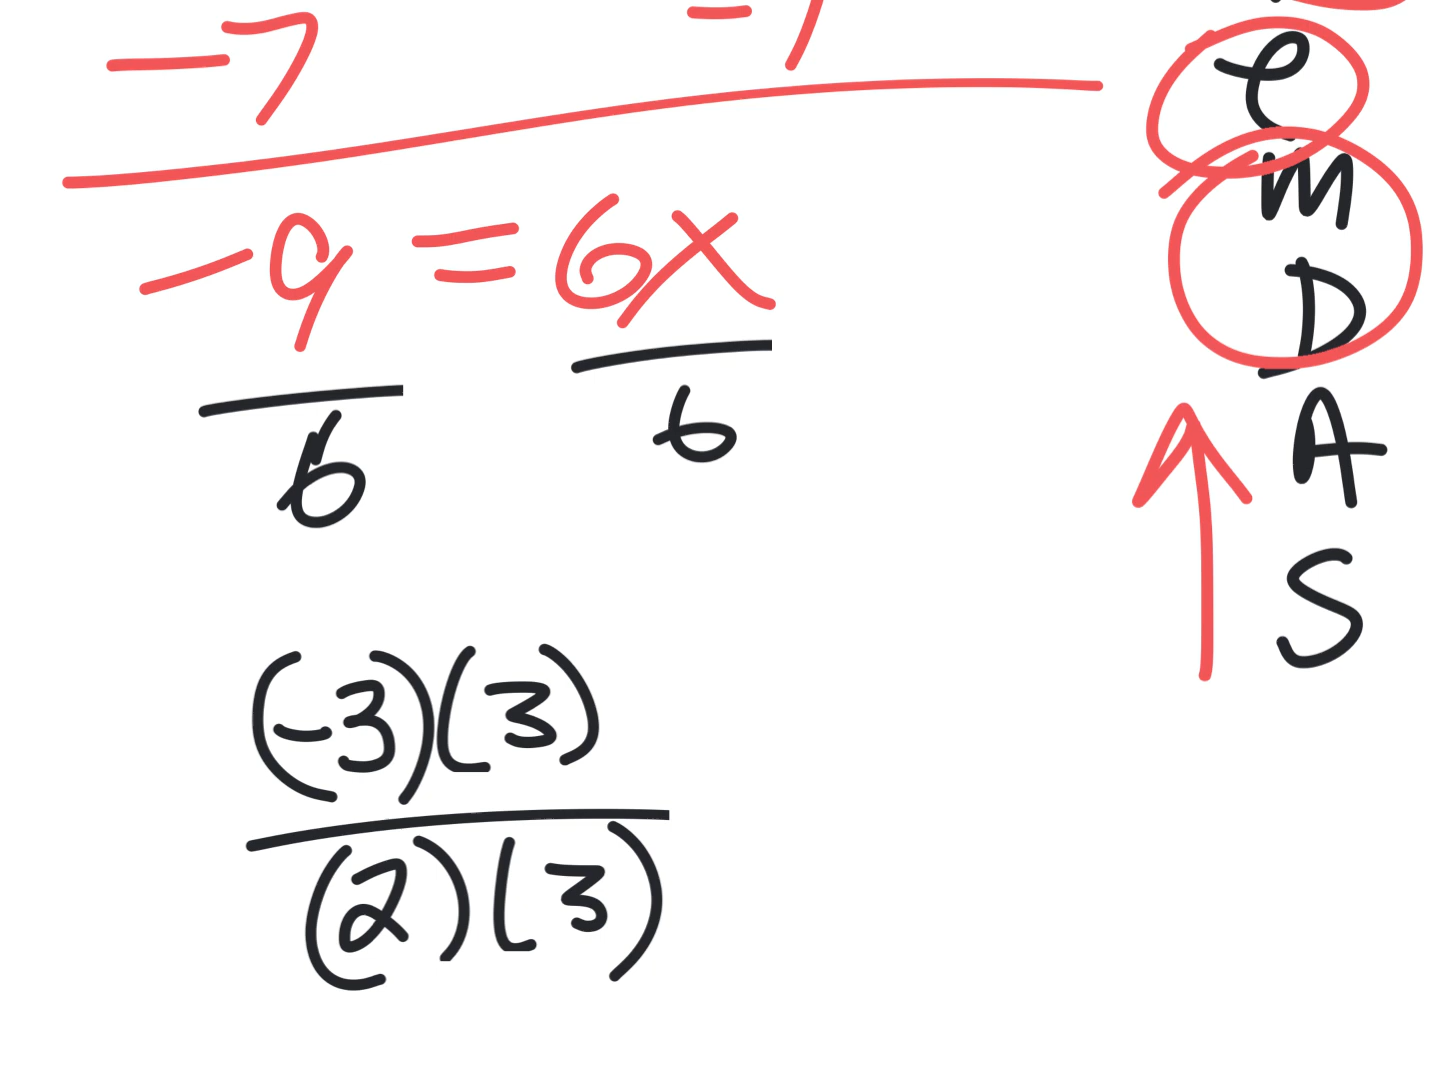 -7 -7
-9 = 6x
6 6
(-3)(3)
(2)(3)
e
m
D
A
S